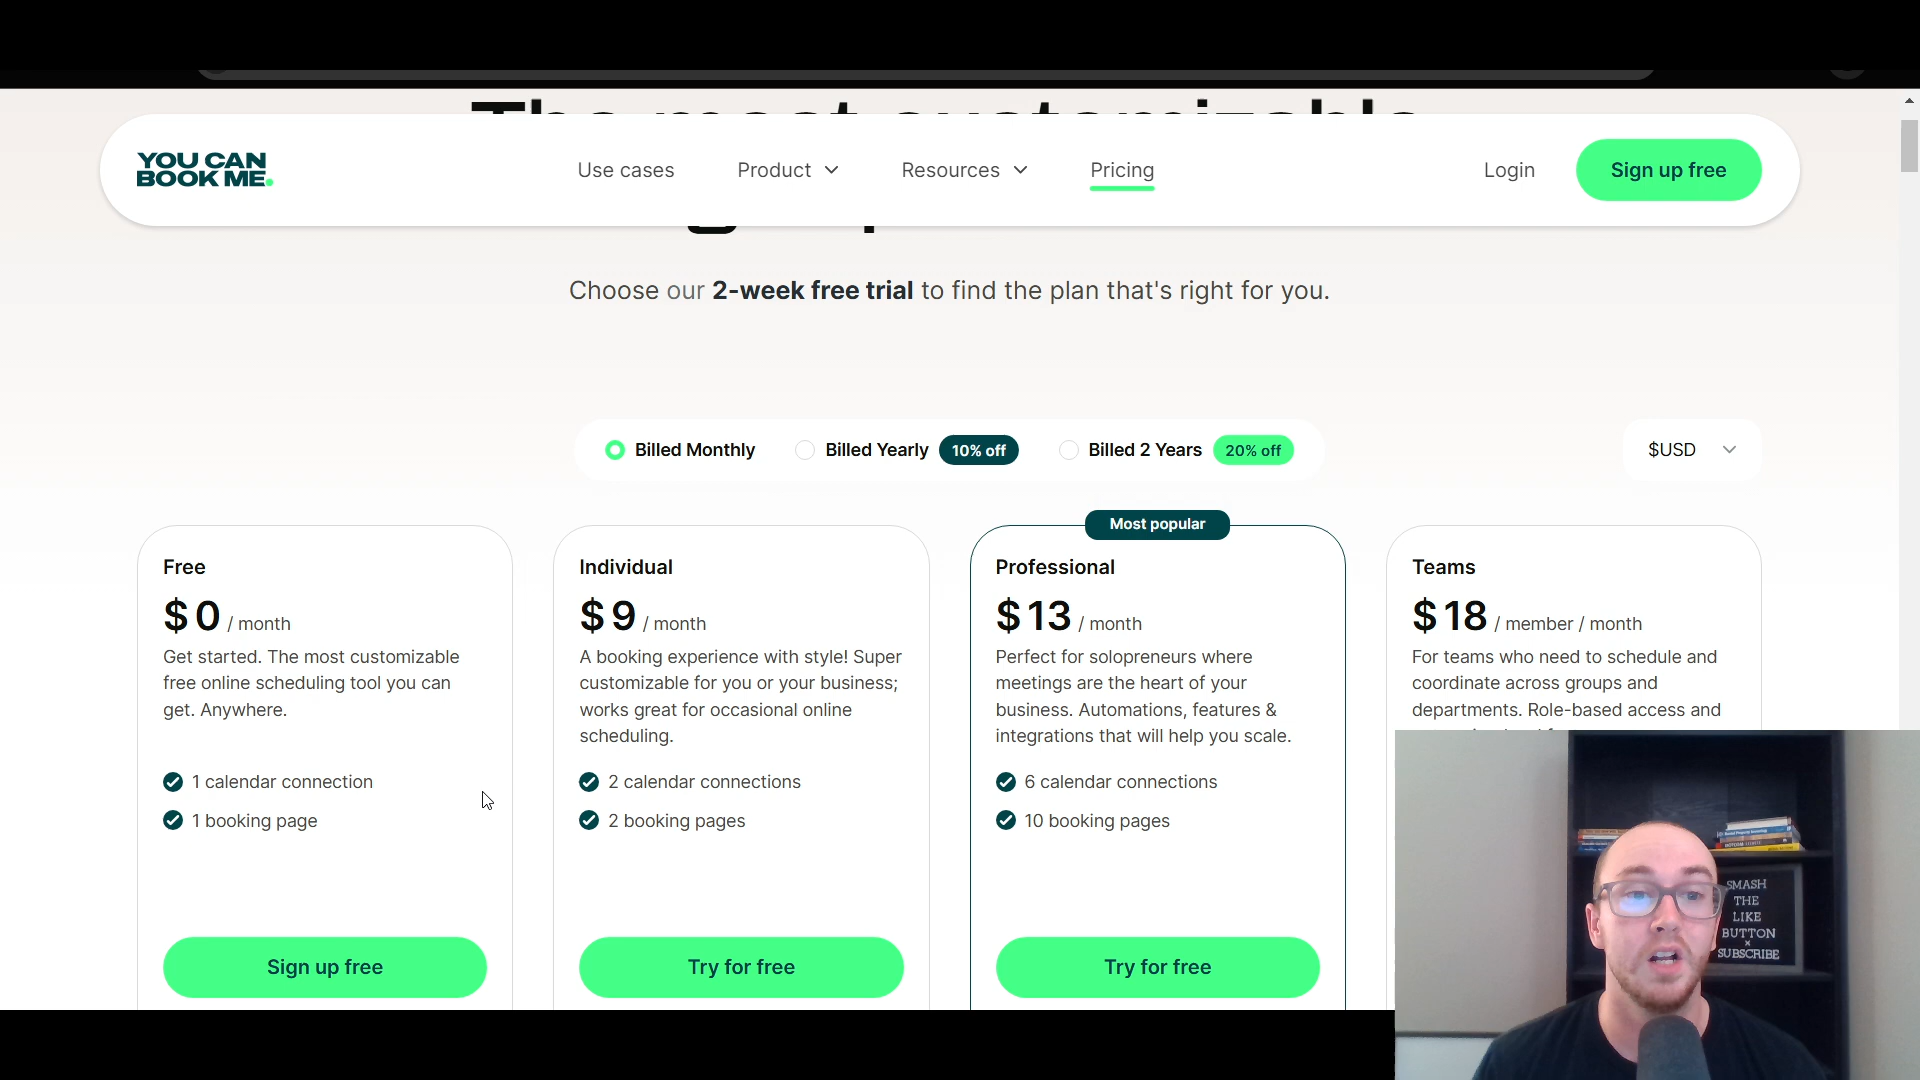 The most customizable
YOU CAN
BOOK ME.
Use cases
Product
Resources
Pricing
Login
Sign up free
Choose our 2-week free trial to find the plan that's right for you.
Billed Monthly
Billed Yearly
10% off
Billed 2 Years
20% off
$USD
Most popular
Free
$0 / month
Get started. The most customizable
free online scheduling tool you can
get. Anywhere.
1 calendar connection
1 booking page
Sign up free
Individual
$9 / month
A booking experience with style! Super
customizable for you or your business;
works great for occasional online
scheduling.
2 calendar connections
2 booking pages
Try for free
Professional
$13 / month
Perfect for solopreneurs where
meetings are the heart of your
business. Automations, features &
integrations that will help you scale.
6 calendar connections
10 booking pages
Try for free
Teams
$18 / member / month
For teams who need to schedule and
coordinate across groups and
departments. Role-based access and
SMASH
THE
LIKE
BUTTON
×
SUBSCRIBE